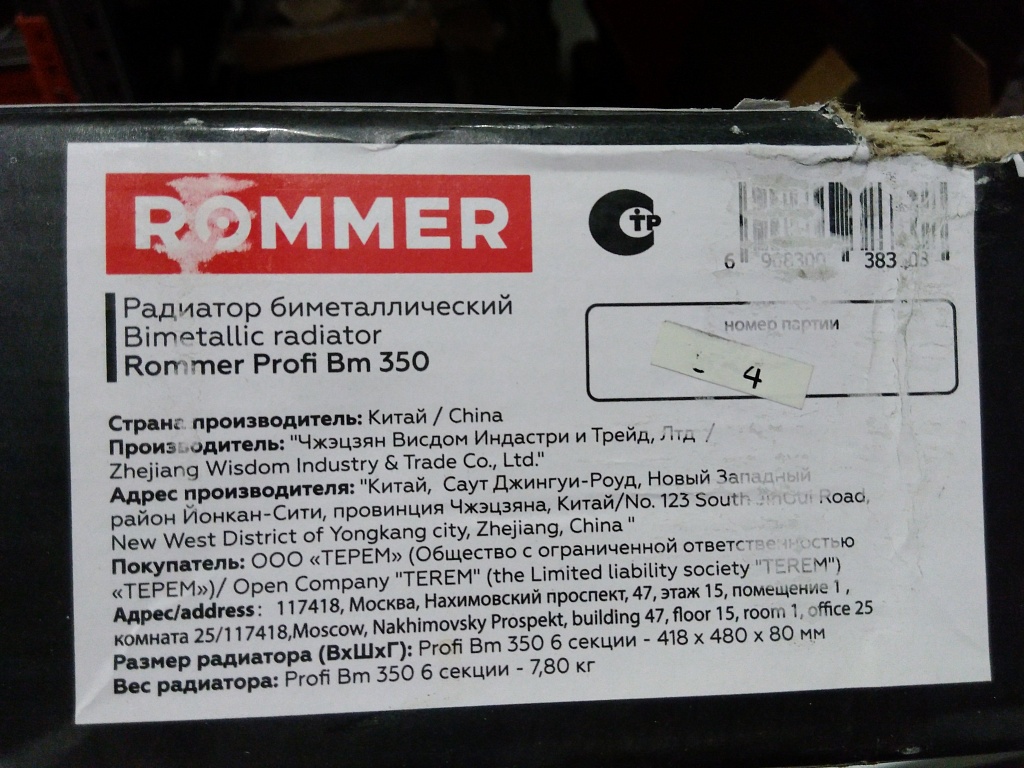 ROMMER
TP
6 383
Радиатор биметаллический
Bimetallic radiator
Rommer Profi Bm 350
номер партии
4
Страна производитель: Китай / China
Производитель: "Чжэцзян Висдом Индастри и Трейд, Лтд /
Zhejiang Wisdom Industry & Trade Co., Ltd."
Адрес производителя: "Китай, Саут Джингуи-Роуд, Новый Западный
район Йонкан-Сити, провинция Чжэцзяна, Китай/No. 123 South JinGui Road,
New West District of Yongkang city, Zhejiang, China "
Покупатель: ООО «ТЕРЕМ» (Общество с ограниченной ответственностью
«ТЕРЕМ»)/ Open Company "TEREM" (the Limited liability society "TEREM")
Адрес/address: 117418, Москва, Нахимовский проспект, 47, этаж 15, помещение 1 ,
комната 25/117418,Moscow, Nakhimovsky Prospekt, building 47, floor 15, room 1, office 25
Размер радиатора (ВхШхГ): Profi Bm 350 6 секции - 418 x 480 x 80 мм
Вес радиатора: Profi Bm 350 6 секции - 7,80 кг